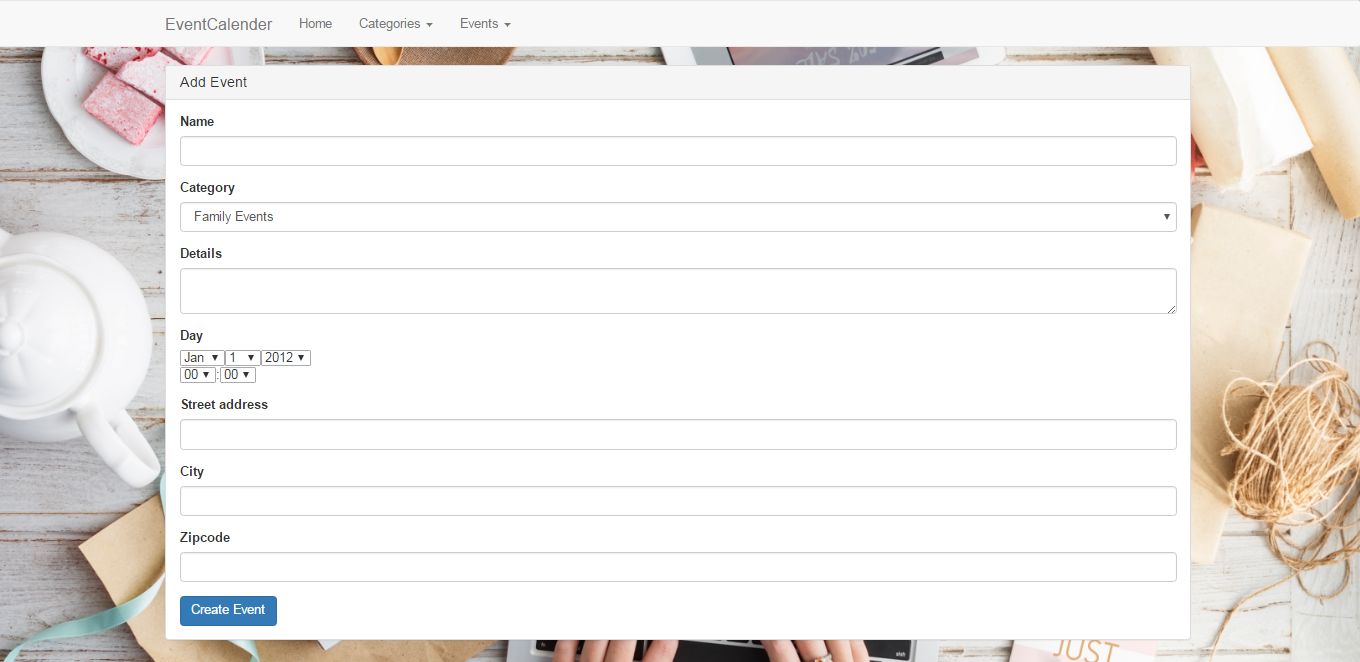 EventCalender Home Categories Events
Add Event
Name
Category
Family Events
Details
Day
Jan 1 2012
00 : 00
Street address
City
Zipcode
Create Event
JUST